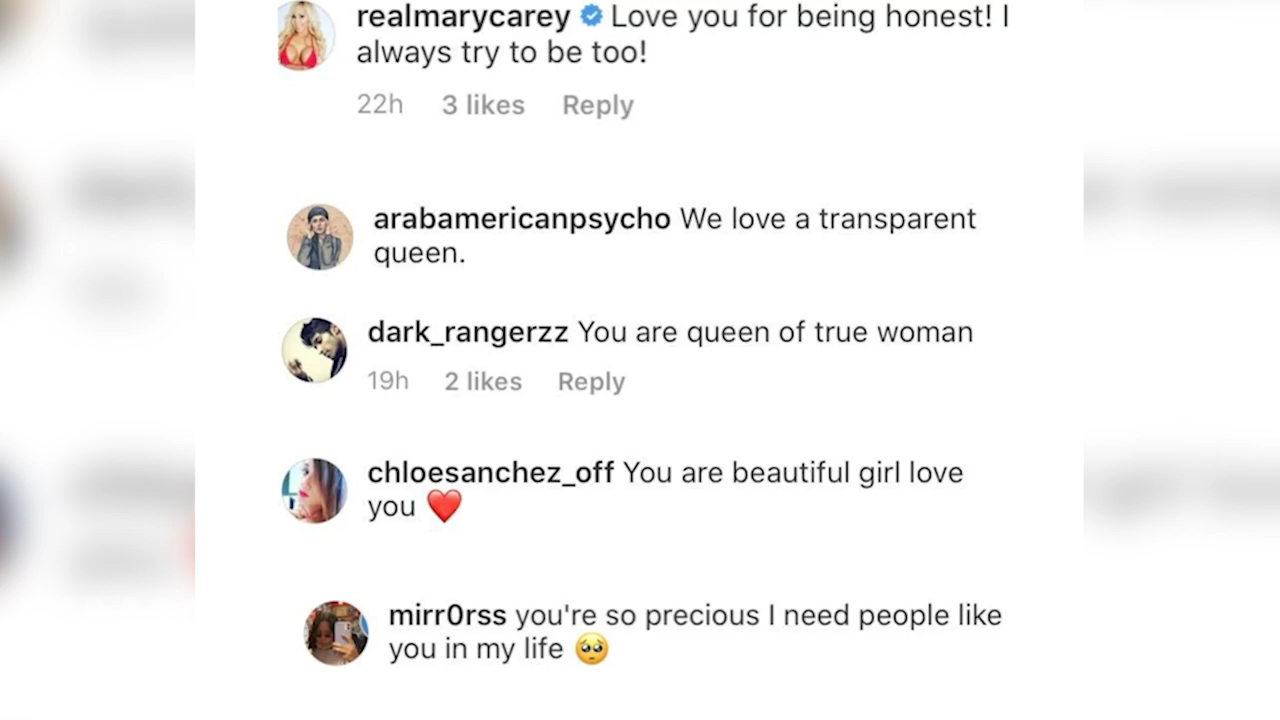 realmarycarey Love you for being honest! I
always try to be too!
22h 3 likes Reply
arabamericanpsycho We love a transparent
queen.
dark_rangerzz You are queen of true woman
19h 2 likes Reply
chloesanchez_off You are beautiful girl love
you ❤️
mirr0rss you're so precious I need people like
you in my life 🥺